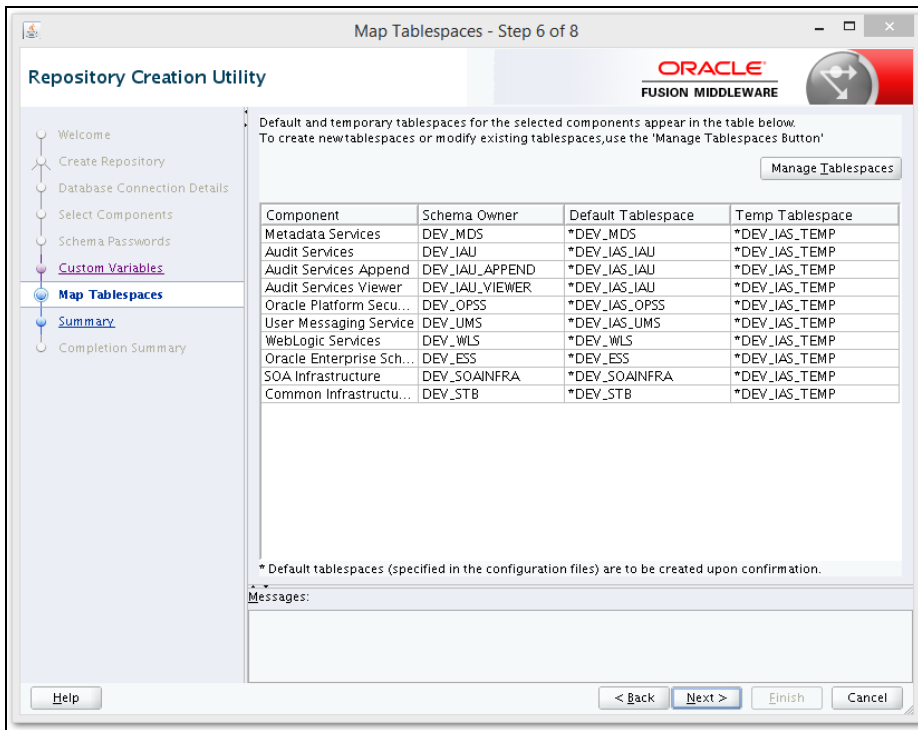 Map Tablespaces - Step 6 of 8
Repository Creation Utility
ORACLE
FUSION MIDDLEWARE
Welcome
Create Repository
Database Connection Details
Select Components
Schema Passwords
Custom Variables
Map Tablespaces
Summary
Completion Summary
Default and temporary tablespaces for the selected components appear in the table below.
To create new tablespaces or modify existing tablespaces,use the 'Manage Tablespaces Button'
Manage Tablespaces
Component Schema Owner Default Tablespace Temp Tablespace
Metadata Services DEV_MDS *DEV_MDS *DEV_IAS_TEMP
Audit Services DEV_IAU *DEV_IAS_IAU *DEV_IAS_TEMP
Audit Services Append DEV_IAU_APPEND *DEV_IAS_IAU *DEV_IAS_TEMP
Audit Services Viewer DEV_IAU_VIEWER *DEV_IAS_IAU *DEV_IAS_TEMP
Oracle Platform Secu... DEV_OPSS *DEV_IAS_OPSS *DEV_IAS_TEMP
User Messaging Service DEV_UMS *DEV_IAS_UMS *DEV_IAS_TEMP
WebLogic Services DEV_WLS *DEV_WLS *DEV_IAS_TEMP
Oracle Enterprise Sch... DEV_ESS *DEV_ESS *DEV_IAS_TEMP
SOA Infrastructure DEV_SOAINFRA *DEV_SOAINFRA *DEV_IAS_TEMP
Common Infrastructu... DEV_STB *DEV_STB *DEV_IAS_TEMP
* Default tablespaces (specified in the configuration files) are to be created upon confirmation.
Messages:
Help
< Back
Next >
Finish
Cancel